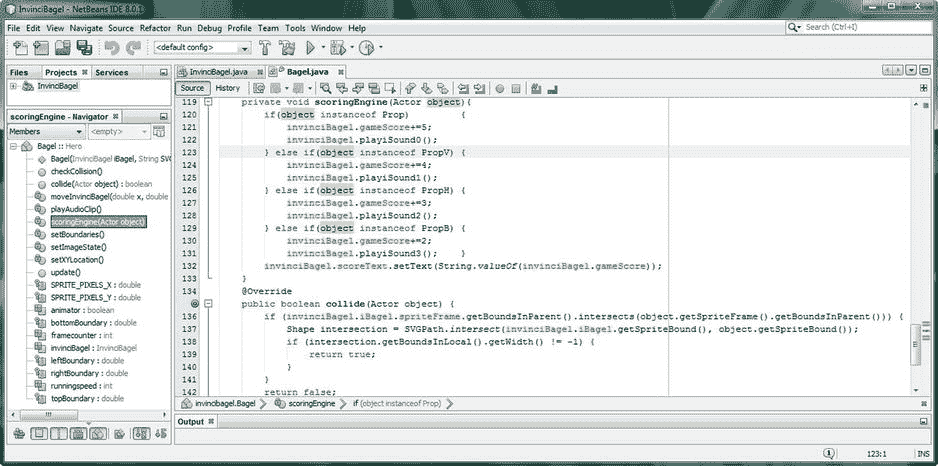 InvinciBagel - NetBeans IDE 8.0.1
File Edit View Navigate Source Refactor Run Debug Profile Team Tools Window Help
Search (Ctrl+I)
<default config>
Files Projects Services
InvinciBagel
scoringEngine - Navigator
Members <empty>
Bagel :: Hero
Bagel(InvinciBagel iBagel, String SVG
checkCollision()
collide(Actor object) : boolean
moveInvinciBagel(double x, double
playAudioClip()
scoringEngine(Actor object)
setBoundaries()
setImageState()
setXYLocation()
update()
SPRITE_PIXELS_X : double
SPRITE_PIXELS_Y : double
animator : boolean
bottomBoundary : double
framecounter : int
invinciBagel : InvinciBagel
leftBoundary : double
rightBoundary : double
runningspeed : int
topBoundary : double
InvinciBagel.java Bagel.java
Source History
119 private void scoringEngine(Actor object){
120 if(object instanceof Prop) {
121 invinciBagel.gameScore+=5;
122 invinciBagel.playiSound0();
123 } else if(object instanceof PropV) {
124 invinciBagel.gameScore+=4;
125 invinciBagel.playiSound1();
126 } else if(object instanceof PropH) {
127 invinciBagel.gameScore+=3;
128 invinciBagel.playiSound2();
129 } else if(object instanceof PropB) {
130 invinciBagel.gameScore+=2;
131 invinciBagel.playiSound3(); }
132 invinciBagel.scoreText.setText(String.valueOf(invinciBagel.gameScore));
133 }
134 @Override
public boolean collide(Actor object) {
136 if (invinciBagel.iBagel.spriteFrame.getBoundsInParent().intersects(object.getSpriteFrame().getBoundsInParent())) {
137 Shape intersection = SVGPath.intersect(invinciBagel.iBagel.getSpriteBound(), object.getSpriteBound());
138 if (intersection.getBoundsInLocal().getWidth() != -1) {
139 return true;
140 }
141 }
142 return false;
invincibagel.Bagel scoringEngine if (object instanceof Prop)
Output
123:1 INS